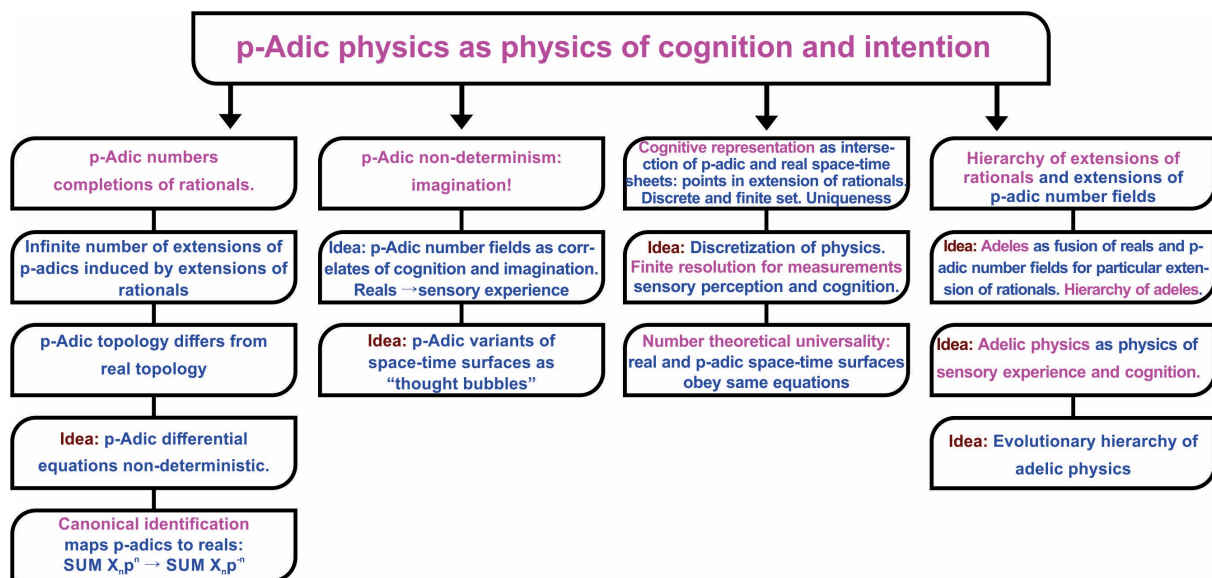 p-Adic physics as physics of cognition and intention
p-Adic numbers
completions of rationals.
Infinite number of extensions of
p-adics induced by extensions of
rationals
p-Adic topology differs from
real topology
Idea: p-Adic differential
equations non-deterministic.
Canonical identification
maps p-adics to reals:
SUM Xₙpⁿ → SUM Xₙp⁻ⁿ
p-Adic non-determinism:
imagination!
Idea: p-Adic number fields as corr-
elates of cognition and imagination.
Reals →sensory experience
Idea: p-Adic variants of
space-time surfaces as
“thought bubbles”
Cognitive representation as interse-
ction of p-adic and real space-time
sheets: points in extension of rationals.
Discrete and finite set. Uniqueness
Idea: Discretization of physics.
Finite resolution for measurements
sensory perception and cognition.
Number theoretical universality:
real and p-adic space-time surfaces
obey same equations
Hierarchy of extensions of
rationals and extensions of
p-adic number fields
Idea: Adeles as fusion of reals and p-
adic number fields for particular exten-
sion of rationals. Hierarchy of adeles.
Idea: Adelic physics as physics of
sensory experience and cognition.
Idea: Evolutionary hierarchy of
adelic physics